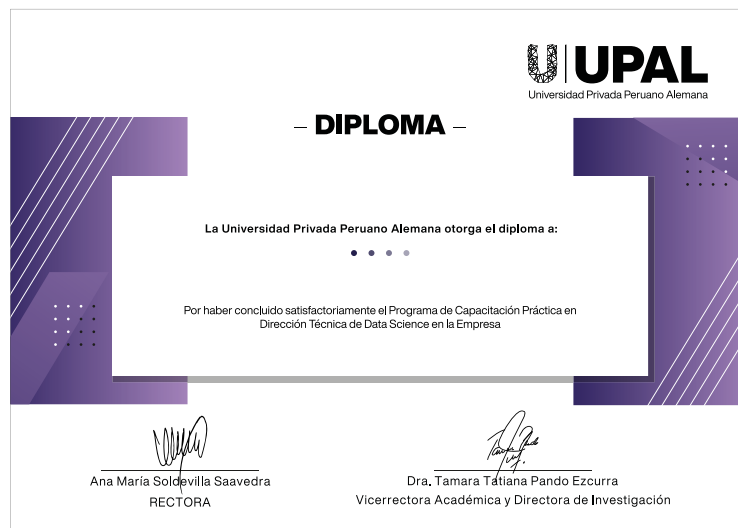 UPAL
Universidad Privada Peruano Alemana
– DIPLOMA –
La Universidad Privada Peruano Alemana otorga el diploma a:
Por haber concluido satisfactoriamente el Programa de Capacitación Práctica en
Dirección Técnica de Data Science en la Empresa
Ana María Soldevilla Saavedra
RECTORA
Dra. Tamara Tatiana Pando Ezcurra
Vicerrectora Académica y Directora de Investigación